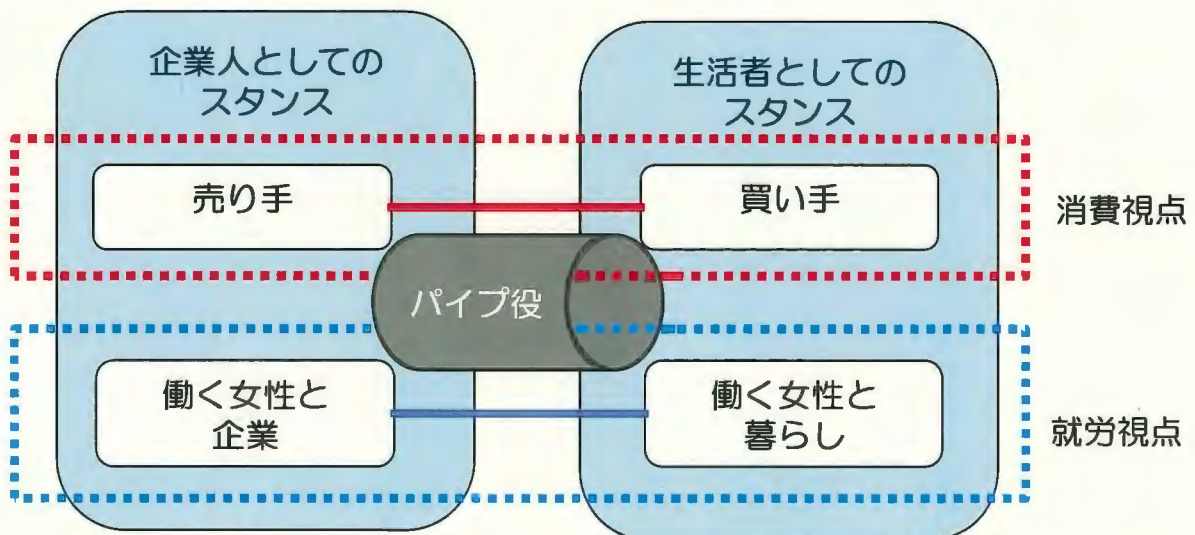 企業人としての
スタンス
生活者としての
スタンス
売り手
買い手
消費視点
パイプ役
働く女性と
企業
働く女性と
暮らし
就労視点